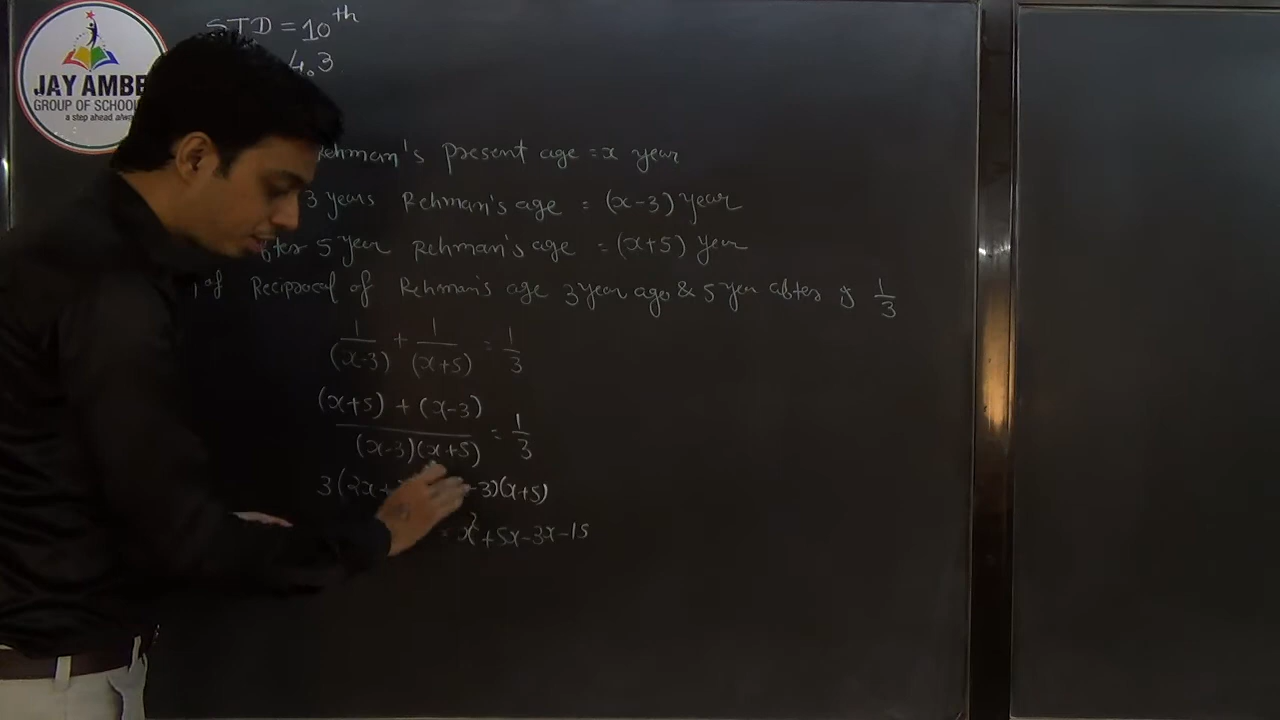 STD = 10th
4.3
JAY AMBE
GROUP OF SCHOOL
a step ahead alwa
Rehman's present age = x year
3 years Rehman's age = (x-3) year
5 year Rehman's age = (x+5) year
of Reciprocal of Rehman's age 3 year ago & 5 year after is 1/3
1/(x-3) + 1/(x+5) = 1/3
(x+5) + (x-3) / (x-3)(x+5) = 1/3
3(2x+ -3)(x+5)
= x²+5x-3x-15